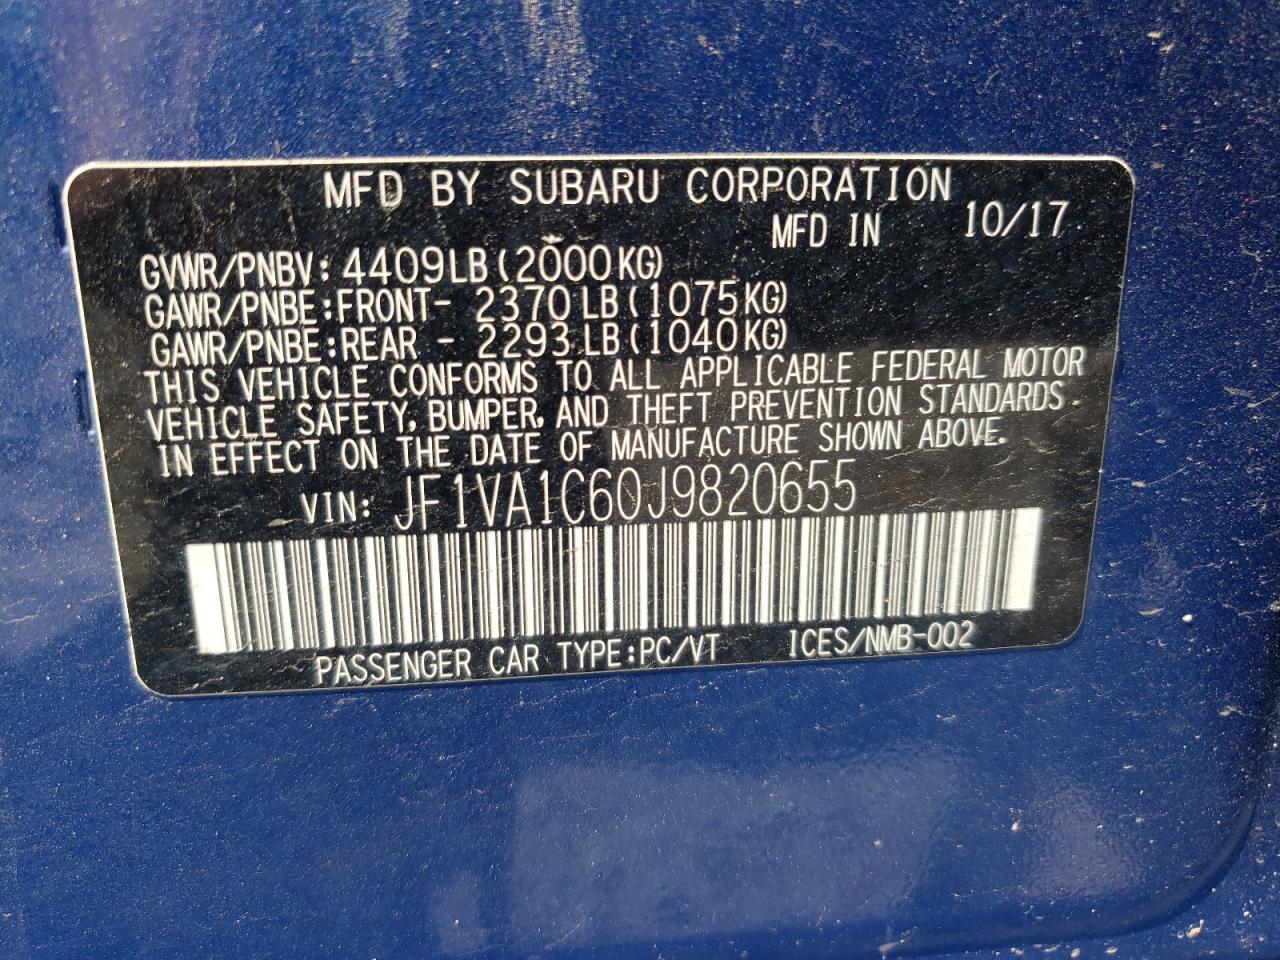 MFD BY SUBARU CORPORATION
MFD IN 10/17
GVWR/PNBV: 4409LB(2000KG)
GAWR/PNBE:FRONT- 2370LB(1075KG)
GAWR/PNBE:REAR - 2293LB(1040KG)
THIS VEHICLE CONFORMS TO ALL APPLICABLE FEDERAL MOTOR
VEHICLE SAFETY, BUMPER, AND THEFT PREVENTION STANDARDS.
IN EFFECT ON THE DATE OF MANUFACTURE SHOWN ABOVE.
VIN: JF1VA1C60J9820655
PASSENGER CAR TYPE:PC/VT ICES/NMB-002